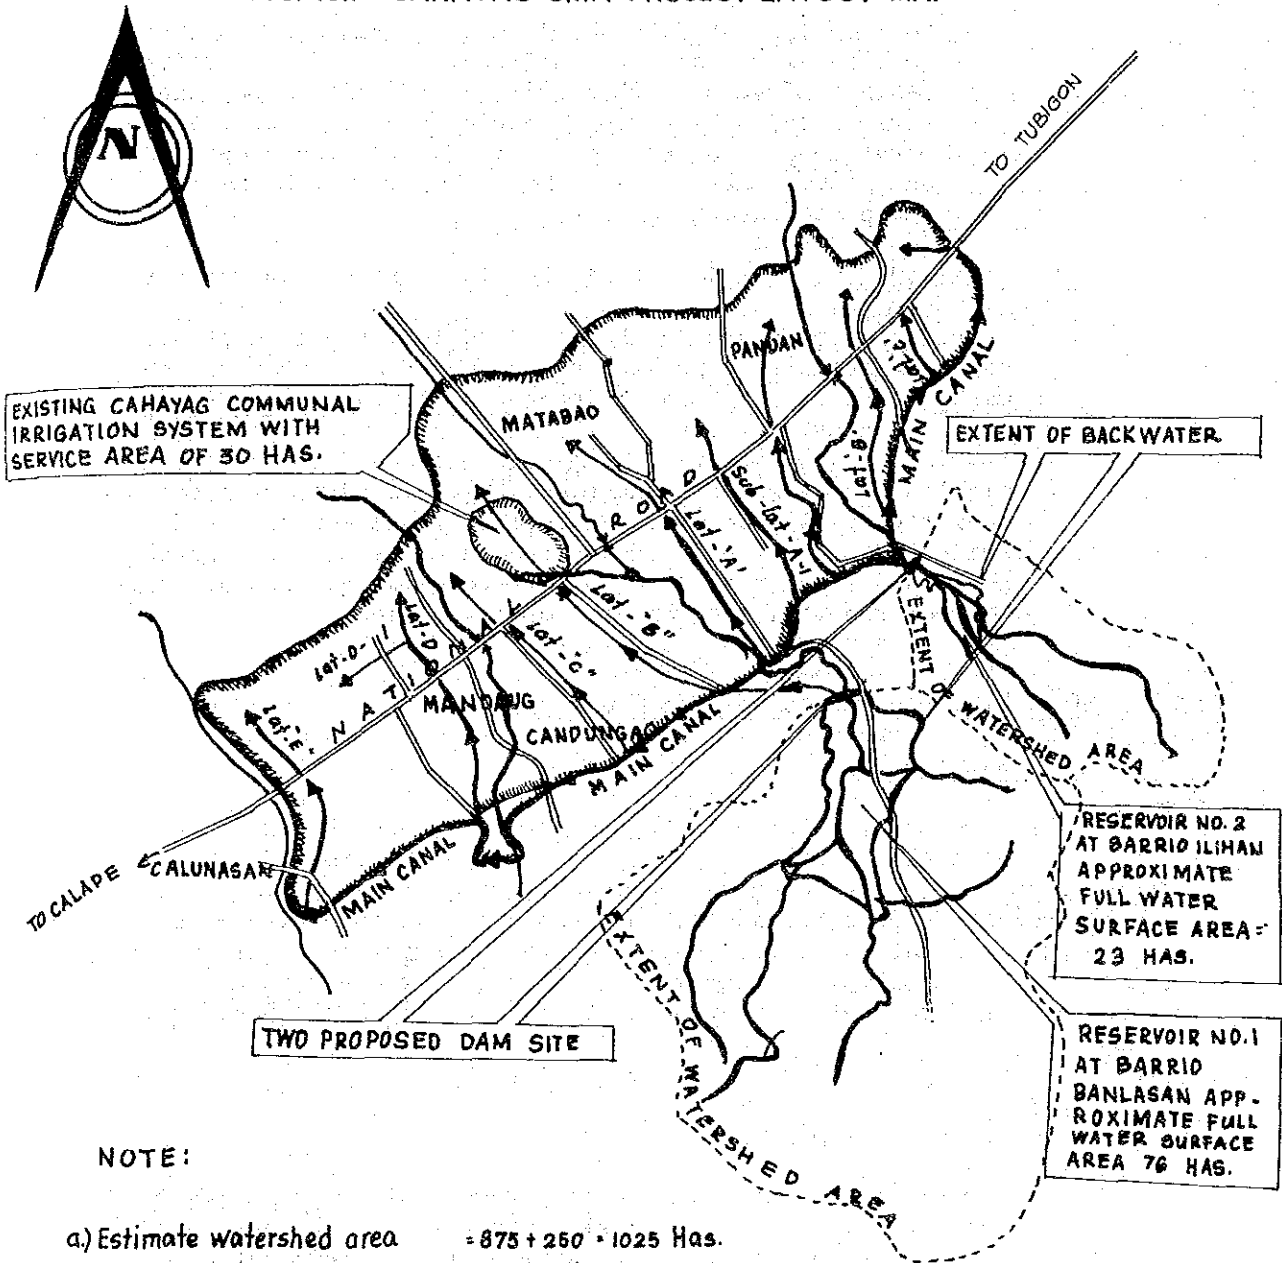 N
TO TUBIGON
EXISTING CAHAYAG COMMUNAL
IRRIGATION SYSTEM WITH
SERVICE AREA OF 30 HAS.
MATABAO
PANDAN
MAIN CANAL
EXTENT OF BACKWATER
Lat-"A"
Sub-lat-A-1
NATIONAL ROD
Lat-"B"
Lat-"C"
Lat-D
Lat-D-1
Lat-"E"
MANDAUG
CANDUNGAG
MAIN CANAL
MAIN CANAL
CALUNASAN
TO CALAPE
EXTENT OF WATERSHED AREA
RESERVOIR NO. 2
AT BARRIO ILIHAN
APPROXIMATE
FULL WATER
SURFACE AREA=
23 HAS.
TWO PROPOSED DAM SITE
EXTENT OF WATERSHED AREA
RESERVOIR NO.1
AT BARRIO
BANLASAN APP-
ROXIMATE FULL
WATER SURFACE
AREA 76 HAS.
NOTE:
a.) Estimate watershed area = 875 + 250 = 1025 Has.